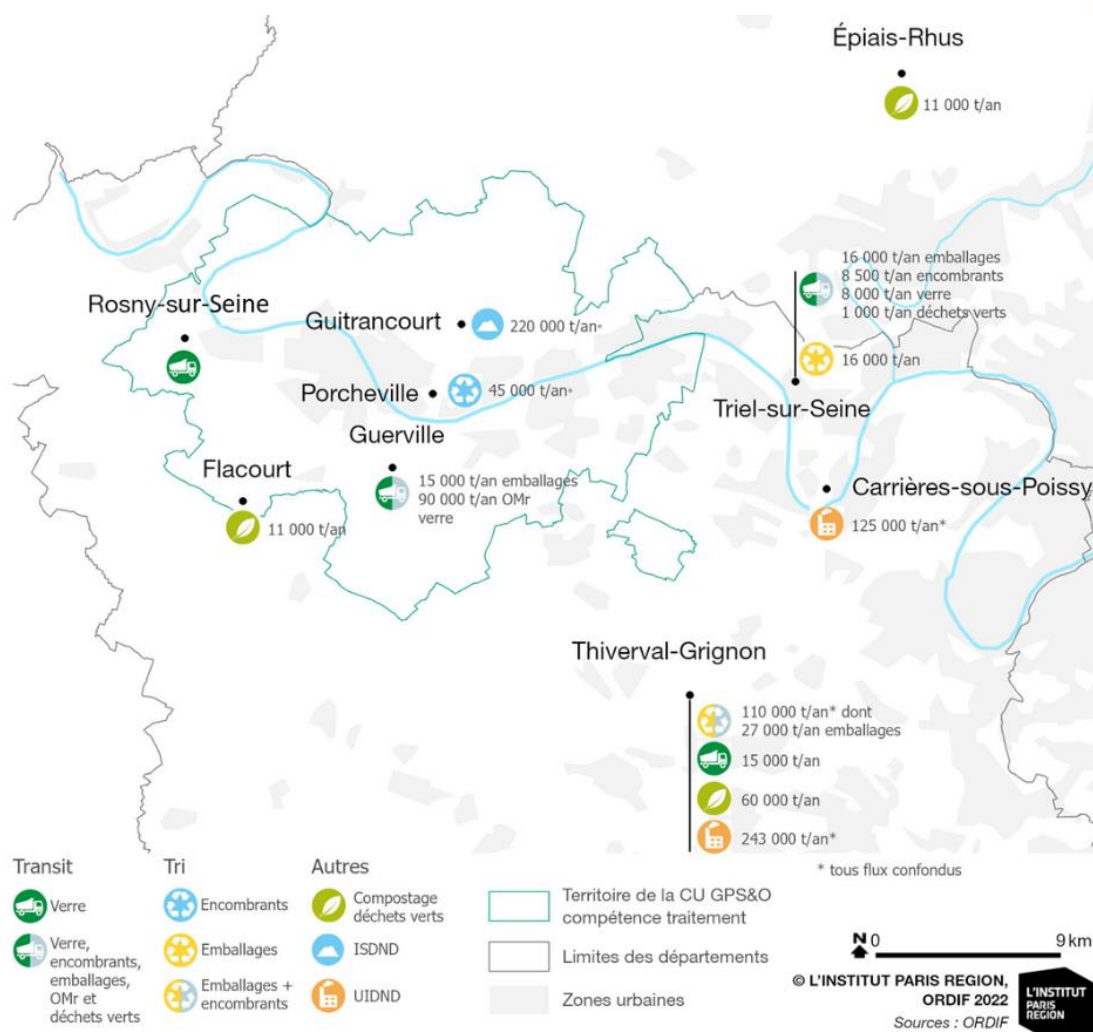 Épiais-Rhus
11 000 t/an
16 000 t/an emballages
8 500 t/an encombrants
8 000 t/an verre
1 000 t/an déchets verts
Rosny-sur-Seine
Guitrancourt
220 000 t/an*
16 000 t/an
Porcheville
45 000 t/an*
Triel-sur-Seine
Guerville
15 000 t/an emballages
90 000 t/an OMr
verre
Flacourt
11 000 t/an
Carrières-sous-Poissy
125 000 t/an*
Thiverval-Grignon
110 000 t/an* dont
27 000 t/an emballages
15 000 t/an
60 000 t/an
243 000 t/an*
* tous flux confondus
Transit
Verre
Verre,
encombrants,
emballages,
OMr et
déchets verts
Tri
Encombrants
Emballages
Emballages +
encombrants
Autres
Compostage
déchets verts
ISDND
UIDND
Territoire de la CU GPS&O
compétence traitement
Limites des départements
Zones urbaines
N 0 9 km
© L'INSTITUT PARIS REGION,
ORDIF 2022
Sources : ORDIF
L'INSTITUT
PARIS
REGION